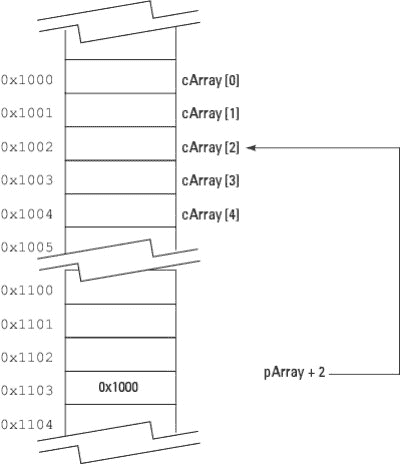 0x1000 cArray [0]
0x1001 cArray [1]
0x1002 cArray [2]
0x1003 cArray [3]
0x1004 cArray [4]
0x1005
0x1100
0x1101
0x1102
pArray + 2
0x1103 0x1000
0x1104